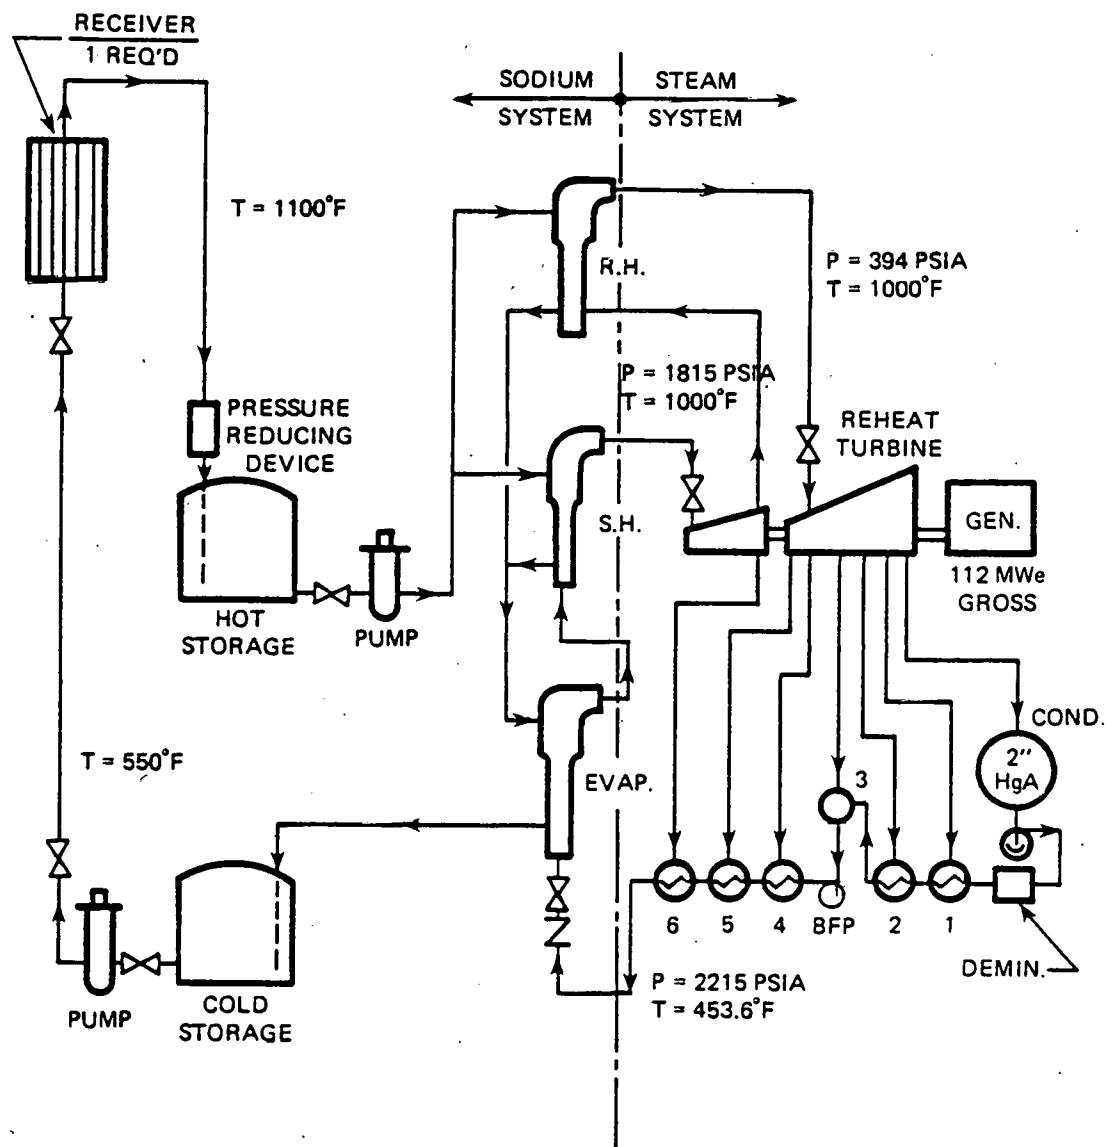 RECEIVER
1 REQ'D
SODIUM
SYSTEM
STEAM
SYSTEM
T = 1100°F
R.H.
P = 394 PSIA
T = 1000°F
P = 1815 PSIA
T = 1000°F
PRESSURE
REDUCING
DEVICE
REHEAT
TURBINE
S.H.
GEN.
112 MWe
GROSS
HOT
STORAGE
PUMP
T = 550°F
EVAP.
COND.
2"
HgA
3
6
5
4
BFP
2
1
DEMIN.
P = 2215 PSIA
T = 453.6°F
PUMP
COLD
STORAGE